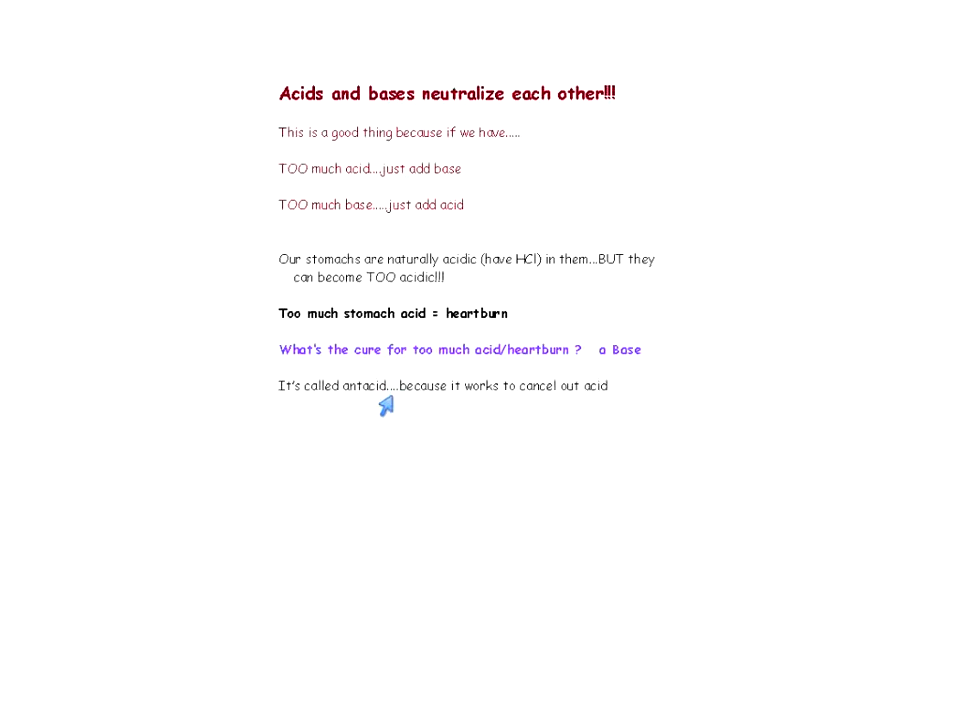 Acids and bases neutralize each other!!!
This is a good thing because if we have.....
TOO much acid....just add base
TOO much base.....just add acid
Our stomachs are naturally acidic (have HCl) in them...BUT they
can become TOO acidic!!!
Too much stomach acid = heartburn
What's the cure for too much acid/heartburn ? a Base
It's called antacid....because it works to cancel out acid